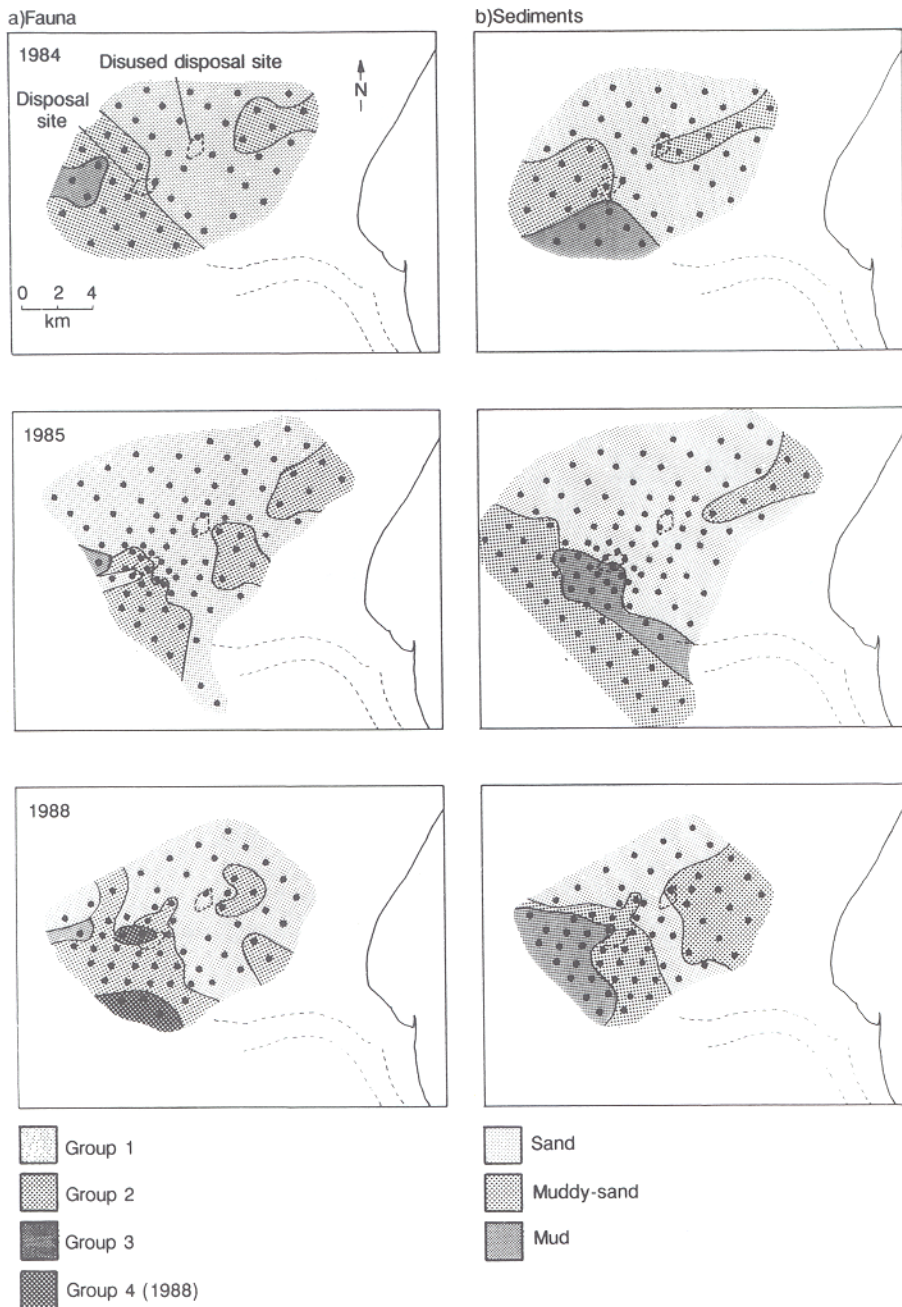 a)Fauna
b)Sediments
1984
Disused disposal site
Disposal
site
N
0 2 4
km
1985
1988
Group 1
Group 2
Group 3
Group 4 (1988)
Sand
Muddy-sand
Mud